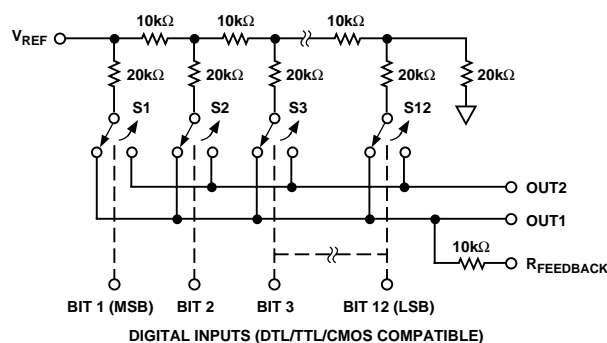 10kΩ 10kΩ 10kΩ
VREF
20kΩ 20kΩ 20kΩ 20kΩ 20kΩ
S1 S2 S3 S12
OUT2
OUT1
10kΩ
RFEEDBACK
BIT 1 (MSB) BIT 2 BIT 3 BIT 12 (LSB)
DIGITAL INPUTS (DTL/TTL/CMOS COMPATIBLE)